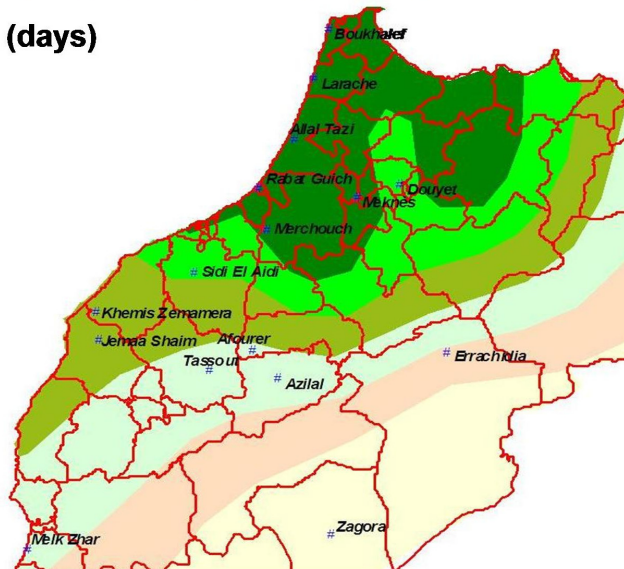 (days)
Boukhalef
Larache
Allal Tazi
Rabat Guich
Douyet
Meknes
Merchouch
Sidi El Aidi
Khemis Zemamera
Jemaa Shaim
Afourer
Tassout
Errachidia
Azilal
Zagora
Melk Zhar